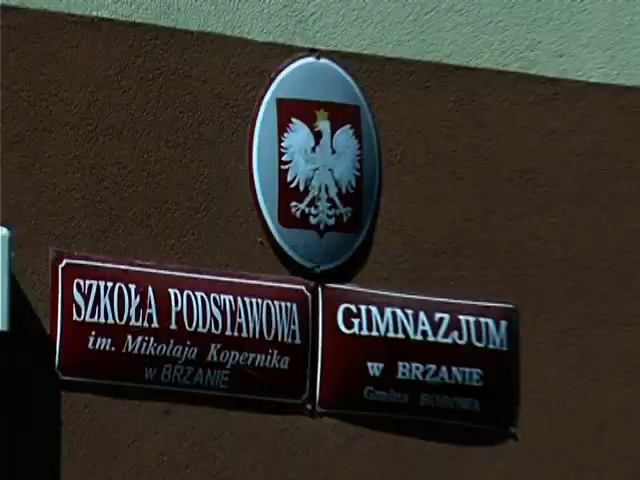 SZKOŁA PODSTAWOWA
im. Mikołaja Kopernika
w BRZANIE
GIMNAZJUM
W BRZANIE
Gmina BOBOWA